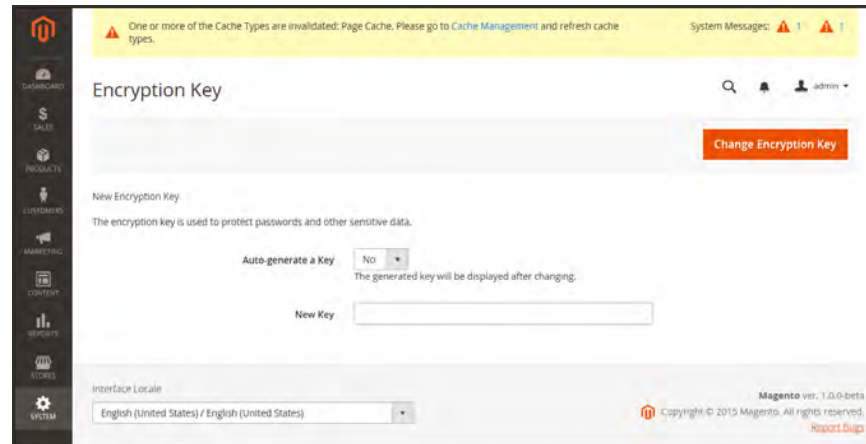 One or more of the Cache Types are invalidated: Page Cache. Please go to Cache Management and refresh cache
types.
System Messages: 1 1
Encryption Key
admin
Change Encryption Key
DASHBOARD
SALES
PRODUCTS
CUSTOMERS
MARKETING
CONTENT
REPORTS
STORES
SYSTEM
New Encryption Key
The encryption key is used to protect passwords and other sensitive data.
Auto-generate a Key No
The generated key will be displayed after changing.
New Key
Interface Locale
English (United States) / English (United States)
Magento ver. 1.0.0-beta
Copyright © 2015 Magento. All rights reserved.
Report Bugs